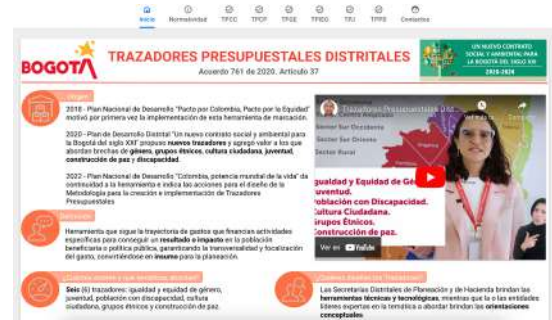 Inicio Normatividad TPCC TPCP TPGE TPIEG TPJ TPPD Contactos
BOGOTÁ
TRAZADORES PRESUPUESTALES DISTRITALES
Acuerdo 761 de 2020. Artículo 37
UN NUEVO CONTRATO
SOCIAL Y AMBIENTAL PARA
LA BOGOTÁ DEL SIGLO XXI
2020-2024
Origen
2018 - Plan Nacional de Desarrollo "Pacto por Colombia, Pacto por la Equidad"
motivó por primera vez la implementación de esta herramienta de marcación.
2020 - Plan de Desarrollo Distrital "Un nuevo contrato social y ambiental para
la Bogotá del siglo XXI" propuso nuevos trazadores y agregó valor a los que
abordan brechas de género, grupos étnicos, cultura ciudadana, juventud,
construcción de paz y discapacidad.
2022 - Plan Nacional de Desarrollo "Colombia, potencia mundial de la vida" da
continuidad a la herramienta e indica las acciones para el diseño de la
Metodología para la creación e implementación de Trazadores
Presupuestales
Definición
Herramienta que sigue la trayectoria de gastos que financian actividades
específicas para conseguir un resultado o impacto en la población
beneficiaria o política pública, garantizando la transversalidad y focalización
del gasto, convirtiéndose en insumo para la planeación.
Seis (6) trazadores: igualdad y equidad de género,
juventud, población con discapacidad, cultura
ciudadana, grupos étnicos y construcción de paz.
Trazadores Presupuestales Dist
Sector Sur Occidente
Sector Sur Oriente
Sector Rural
Igualdad y Equidad de Gé
Juventud.
Población con Discapacidad.
Cultura Ciudadana.
Grupos Étnicos.
Construcción de paz.
Ver en YouTube
Las Secretarías Distritales de Planeación y de Hacienda brindan las
herramientas técnicas y tecnológicas, mientras que la o las entidades
líderes expertas en la temática a abordar brindan las orientaciones
conceptuales